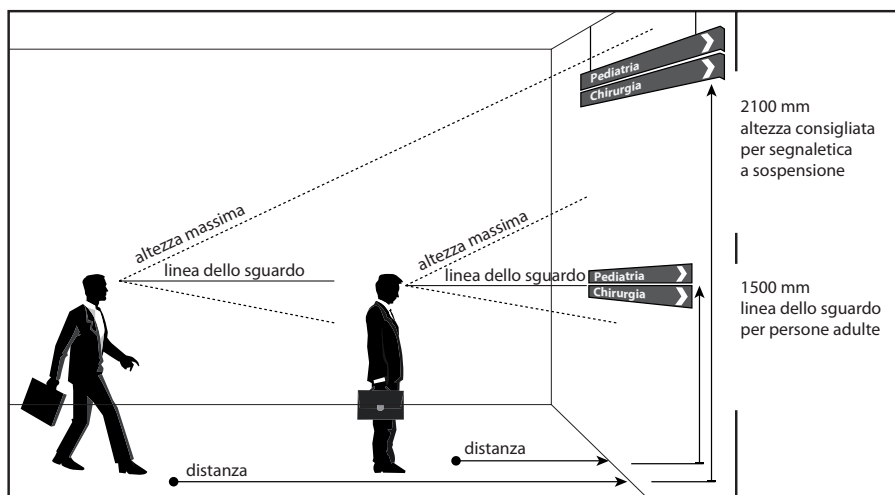 Pediatria
Chirurgia
2100 mm
altezza consigliata
per segnaletica
a sospensione
altezza massima
linea dello sguardo
altezza massima
linea dello sguardo
Pediatria
Chirurgia
1500 mm
linea dello sguardo
per persone adulte
distanza
distanza